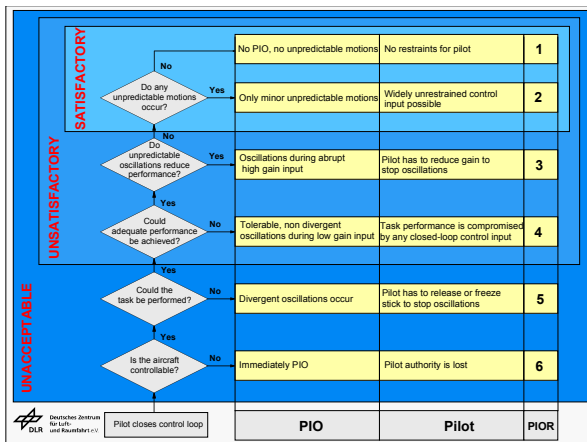 No
No PIO, no unpredictable motions
No restraints for pilot
1
Do any
unpredictable motions
occur?
Yes
Only minor unpredictable motions
Widely unrestrained control
input possible
2
SATISFACTORY
No
Do
unpredictable
oscillations reduce
performance?
Yes
Oscillations during abrupt
high gain input
Pilot has to reduce gain to
stop oscillations
3
Yes
Could
adequate performance
be achieved?
No
Tolerable, non divergent
oscillations during low gain input
Task performance is compromised
by any closed-loop control input
4
UNSATISFACTORY
Yes
Could the
task be performed?
No
Divergent oscillations occur
Pilot has to release or freeze
stick to stop oscillations
5
Yes
Is the aircraft
controllable?
No
Immediately PIO
Pilot authority is lost
6
UNACCEPTABLE
DLR
Deutsches Zentrum
für Luft-
und Raumfahrt e.V.
Pilot closes control loop
PIO
Pilot
PIOR